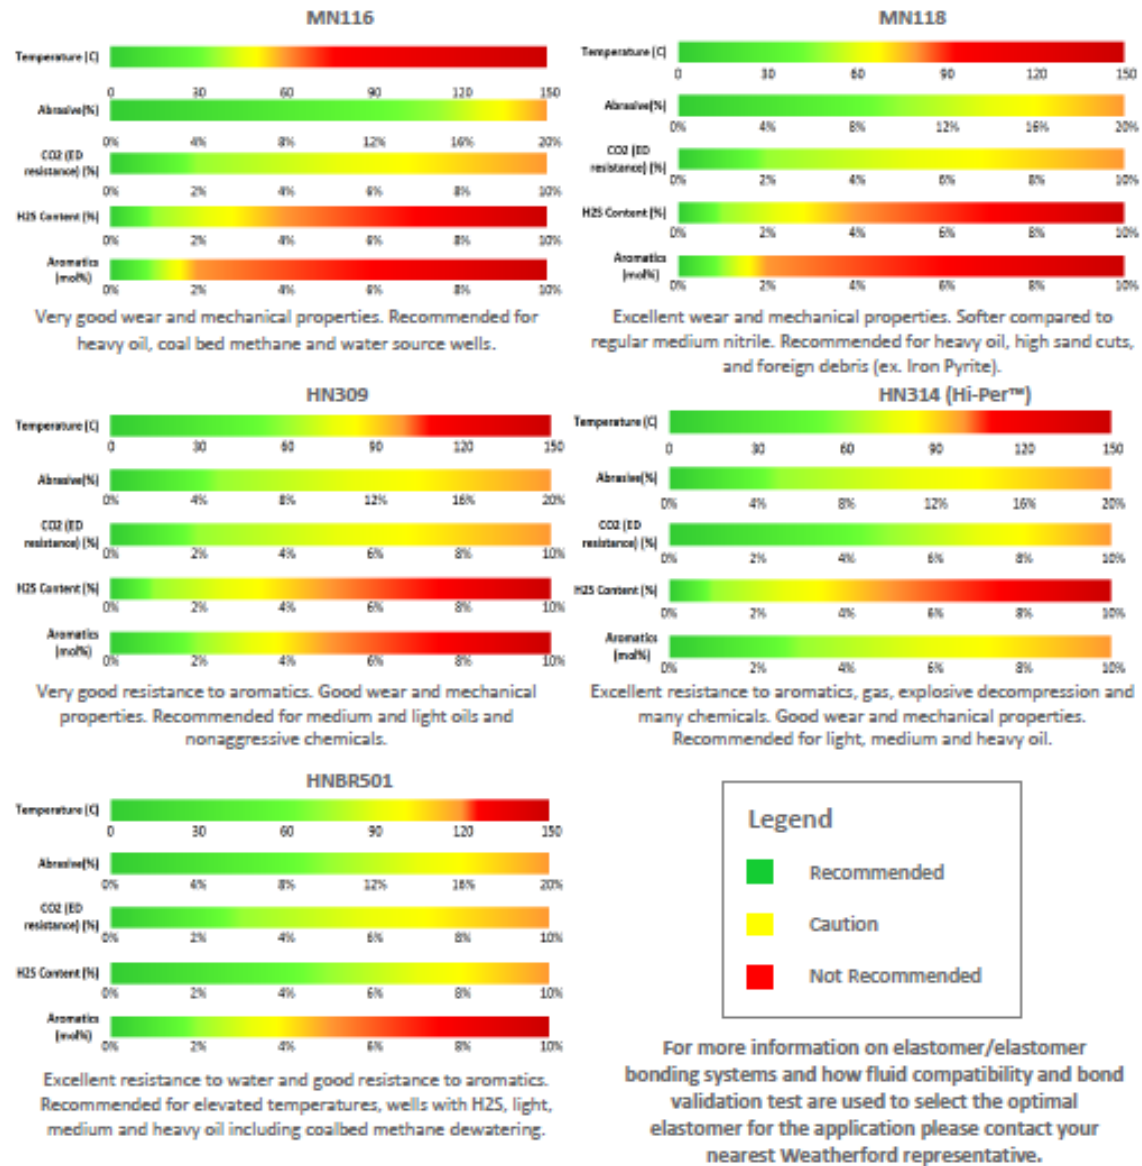 MN116
Temperature (C)
0 30 60 90 120 150
Abrasive(%)
0% 4% 8% 12% 16% 20%
CO2 (ED
resistance) (%)
0% 2% 4% 6% 8% 10%
H2S Content (%)
0% 2% 4% 6% 8% 10%
Aromatics
(mol%)
0% 2% 4% 6% 8% 10%
Very good wear and mechanical properties. Recommended for
heavy oil, coal bed methane and water source wells.
MN118
Temperature (C)
0 30 60 90 120 150
Abrasive(%)
0% 4% 8% 12% 16% 20%
CO2 (ED
resistance) (%)
0% 2% 4% 6% 8% 10%
H2S Content (%)
0% 2% 4% 6% 8% 10%
Aromatics
(mol%)
0% 2% 4% 6% 8% 10%
Excellent wear and mechanical properties. Softer compared to
regular medium nitrile. Recommended for heavy oil, high sand cuts,
and foreign debris (ex. Iron Pyrite).
HN309
Temperature (C)
0 30 60 90 120 150
Abrasive(%)
0% 4% 8% 12% 16% 20%
CO2 (ED
resistance) (%)
0% 2% 4% 6% 8% 10%
H2S Content (%)
0% 2% 4% 6% 8% 10%
Aromatics
(mol%)
0% 2% 4% 6% 8% 10%
Very good resistance to aromatics. Good wear and mechanical
properties. Recommended for medium and light oils and
nonaggressive chemicals.
HN314 (Hi-Per™)
Temperature (C)
0 30 60 90 120 150
Abrasive(%)
0% 4% 8% 12% 16% 20%
CO2 (ED
resistance) (%)
0% 2% 4% 6% 8% 10%
H2S Content (%)
0% 2% 4% 6% 8% 10%
Aromatics
(mol%)
0% 2% 4% 6% 8% 10%
Excellent resistance to aromatics, gas, explosive decompression and
many chemicals. Good wear and mechanical properties.
Recommended for light, medium and heavy oil.
HNBR501
Temperature (C)
0 30 60 90 120 150
Abrasive(%)
0% 4% 8% 12% 16% 20%
CO2 (ED
resistance) (%)
0% 2% 4% 6% 8% 10%
H2S Content (%)
0% 2% 4% 6% 8% 10%
Aromatics
(mol%)
0% 2% 4% 6% 8% 10%
Excellent resistance to water and good resistance to aromatics.
Recommended for elevated temperatures, wells with H2S, light,
medium and heavy oil including coalbed methane dewatering.
Legend
Recommended
Caution
Not Recommended
For more information on elastomer/elastomer
bonding systems and how fluid compatibility and bond
validation test are used to select the optimal
elastomer for the application please contact your
nearest Weatherford representative.